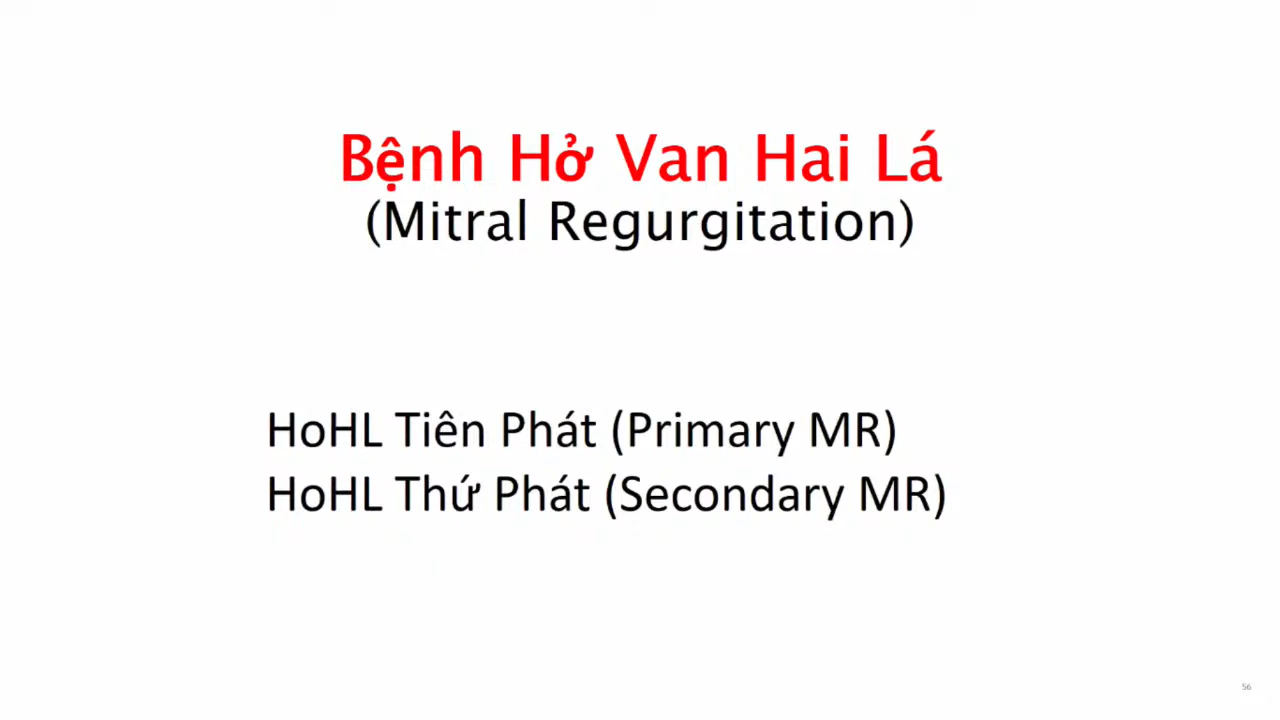 Bệnh Hở Van Hai Lá
(Mitral Regurgitation)
HoHL Tiên Phát (Primary MR)
HoHL Thứ Phát (Secondary MR)
56